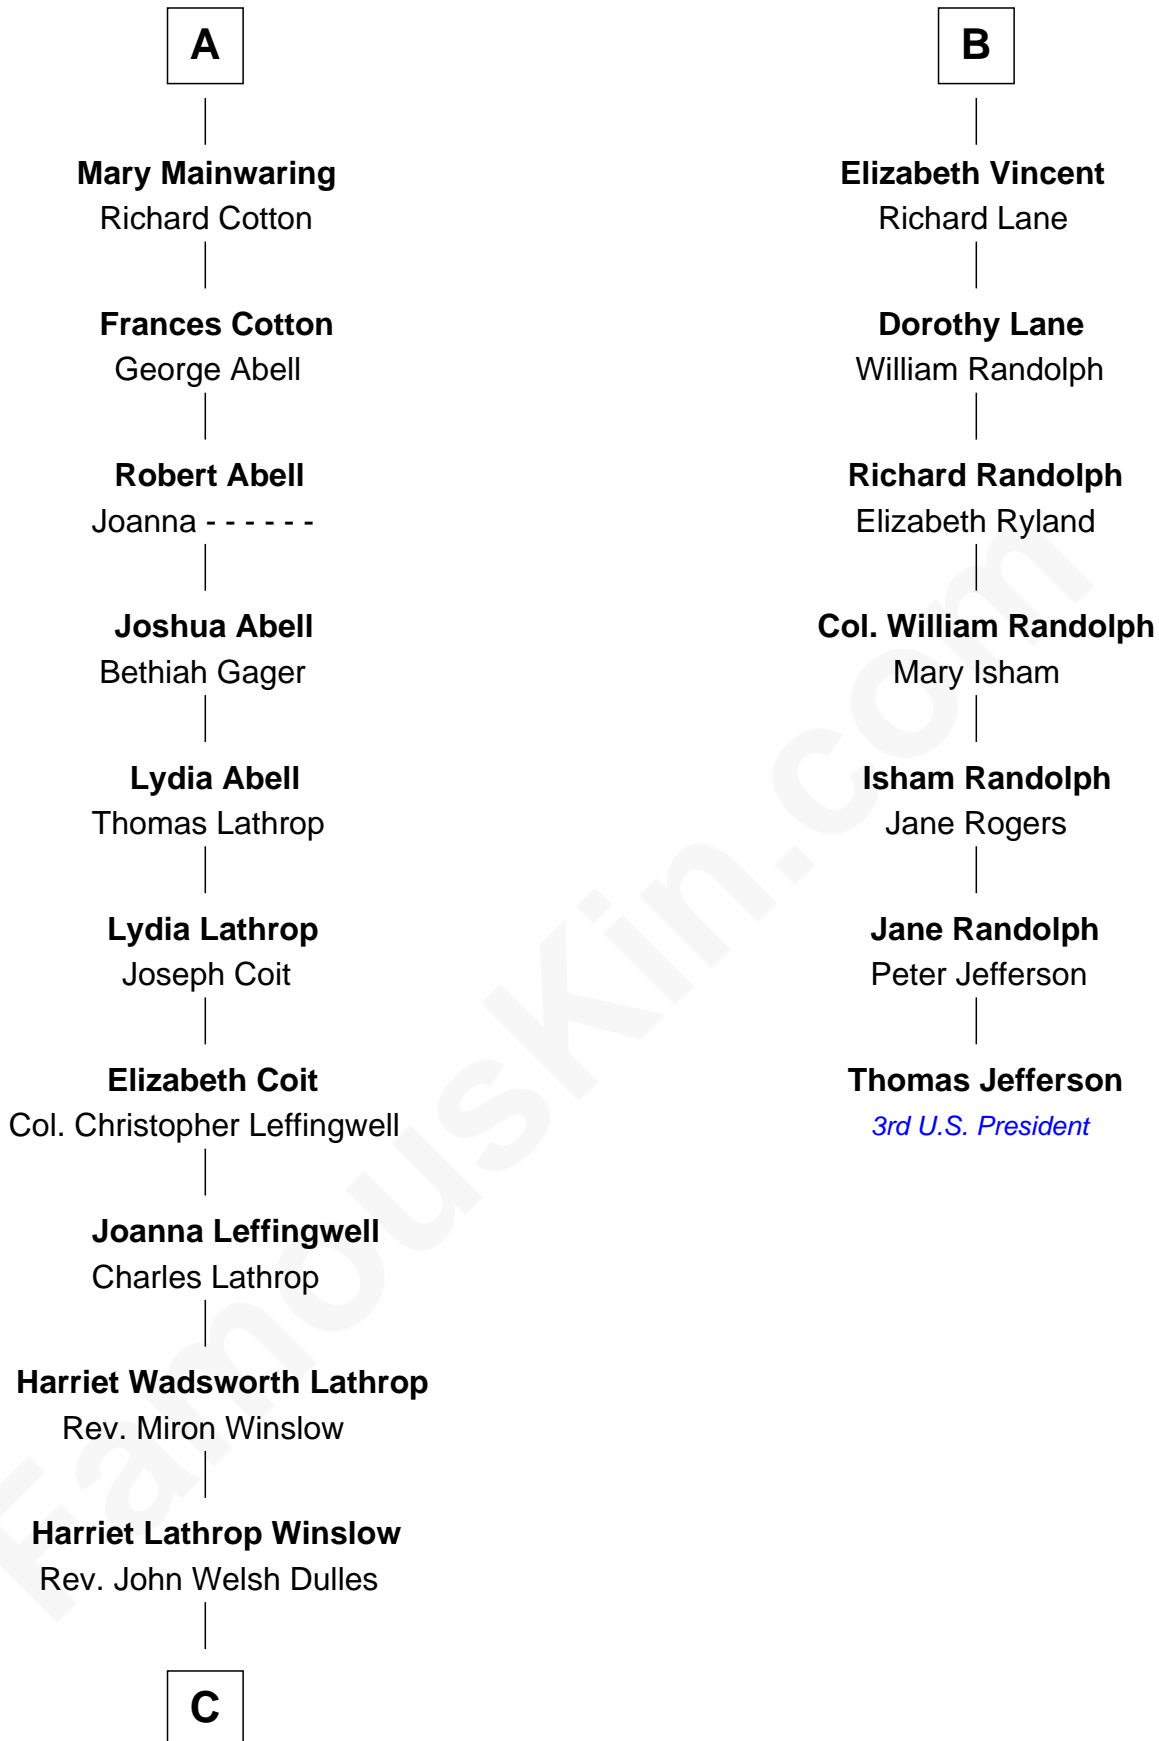 A
Mary Mainwaring
Richard Cotton
Frances Cotton
George Abell
Robert Abell
Joanna - - - - - -
Joshua Abell
Bethiah Gager
Lydia Abell
Thomas Lathrop
Lydia Lathrop
Joseph Coit
Elizabeth Coit
Col. Christopher Leffingwell
Joanna Leffingwell
Charles Lathrop
Harriet Wadsworth Lathrop
Rev. Miron Winslow
Harriet Lathrop Winslow
Rev. John Welsh Dulles
C
B
Elizabeth Vincent
Richard Lane
Dorothy Lane
William Randolph
Richard Randolph
Elizabeth Ryland
Col. William Randolph
Mary Isham
Isham Randolph
Jane Rogers
Jane Randolph
Peter Jefferson
Thomas Jefferson
3rd U.S. President
FamousKin.com